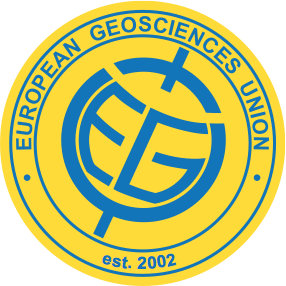 EUROPEAN GEOSCIENCES UNION
EGU
est. 2002